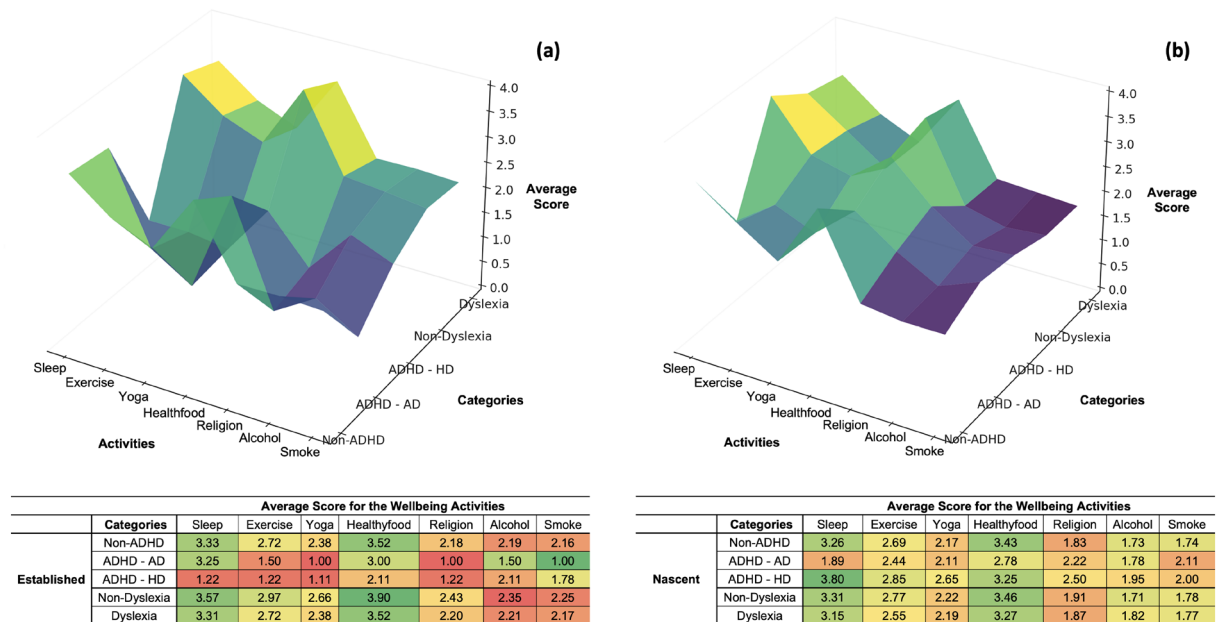 (a)
4.0
3.5
3.0
2.5
2.0
1.5
1.0
0.5
0.0
Average
Score
Dyslexia
Non-Dyslexia
ADHD - HD
ADHD - AD
Non-ADHD
Categories
Sleep
Exercise
Yoga
Healthfood
Religion
Alcohol
Smoke
Activities
(b)
4.0
3.5
3.0
2.5
2.0
1.5
1.0
0.5
0.0
Average
Score
Dyslexia
Non-Dyslexia
ADHD - HD
ADHD - AD
Non-ADHD
Categories
Sleep
Exercise
Yoga
Healthfood
Religion
Alcohol
Smoke
Activities
Average Score for the Wellbeing Activities
Categories Sleep Exercise Yoga Healthyfood Religion Alcohol Smoke
Established
Non-ADHD 3.33 2.72 2.38 3.52 2.18 2.19 2.16
ADHD - AD 3.25 1.50 1.00 3.00 1.00 1.50 1.00
ADHD - HD 1.22 1.22 1.11 2.11 1.22 2.11 1.78
Non-Dyslexia 3.57 2.97 2.66 3.90 2.43 2.35 2.25
Dyslexia 3.31 2.72 2.38 3.52 2.20 2.21 2.17
Average Score for the Wellbeing Activities
Categories Sleep Exercise Yoga Healthyfood Religion Alcohol Smoke
Nascent
Non-ADHD 3.26 2.69 2.17 3.43 1.83 1.73 1.74
ADHD - AD 1.89 2.44 2.11 2.78 2.22 1.78 2.11
ADHD - HD 3.80 2.85 2.65 3.25 2.50 1.95 2.00
Non-Dyslexia 3.31 2.77 2.22 3.46 1.91 1.71 1.78
Dyslexia 3.15 2.55 2.19 3.27 1.87 1.82 1.77